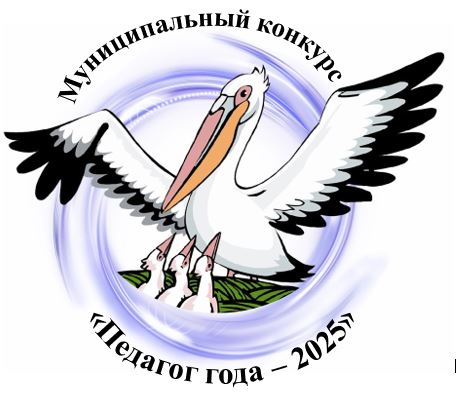 Муниципальный конкурс
«Педагог года – 2025»